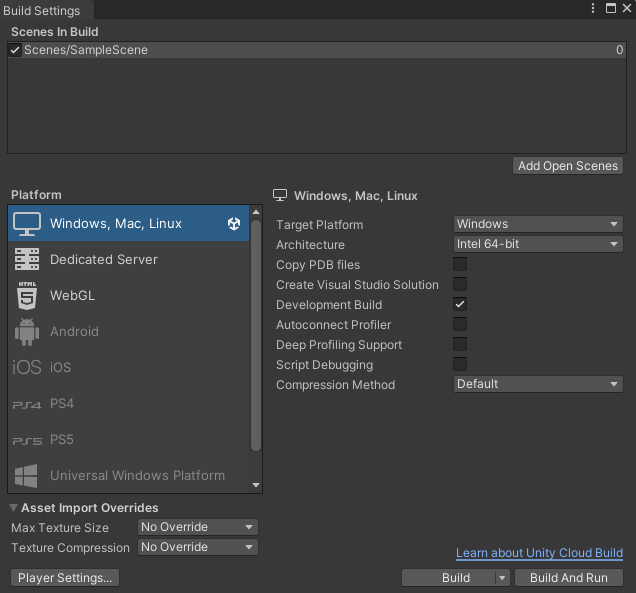 Build Settings
Scenes In Build
Scenes/SampleScene 0
Add Open Scenes
Platform
Windows, Mac, Linux
Dedicated Server
HTML 5 WebGL
Android
iOS iOS
PS4 PS4
PS5 PS5
Universal Windows Platform
Windows, Mac, Linux
Target Platform Windows
Architecture Intel 64-bit
Copy PDB files
Create Visual Studio Solution
Development Build
Autoconnect Profiler
Deep Profiling Support
Script Debugging
Compression Method Default
Asset Import Overrides
Max Texture Size No Override
Texture Compression No Override
Learn about Unity Cloud Build
Player Settings... Build Build And Run